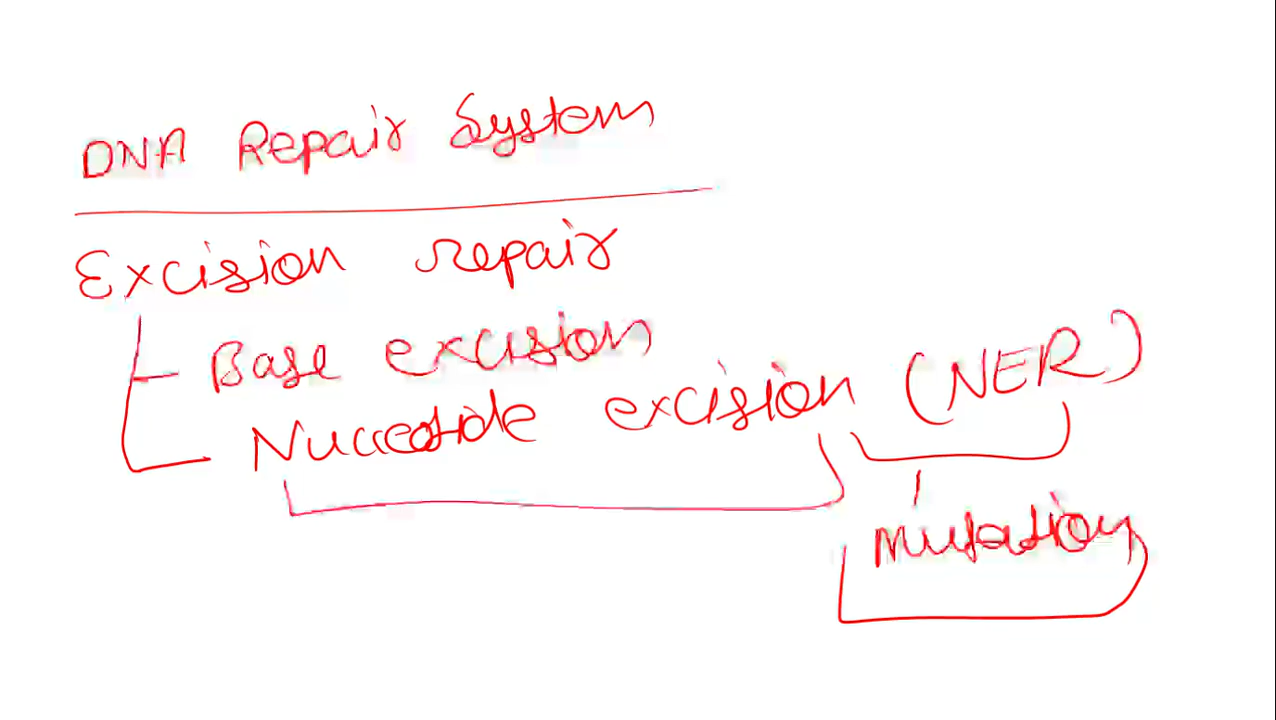 DNA Repair System
Excision repair
Base excision
Nucleotide excision (NER)
Mutation